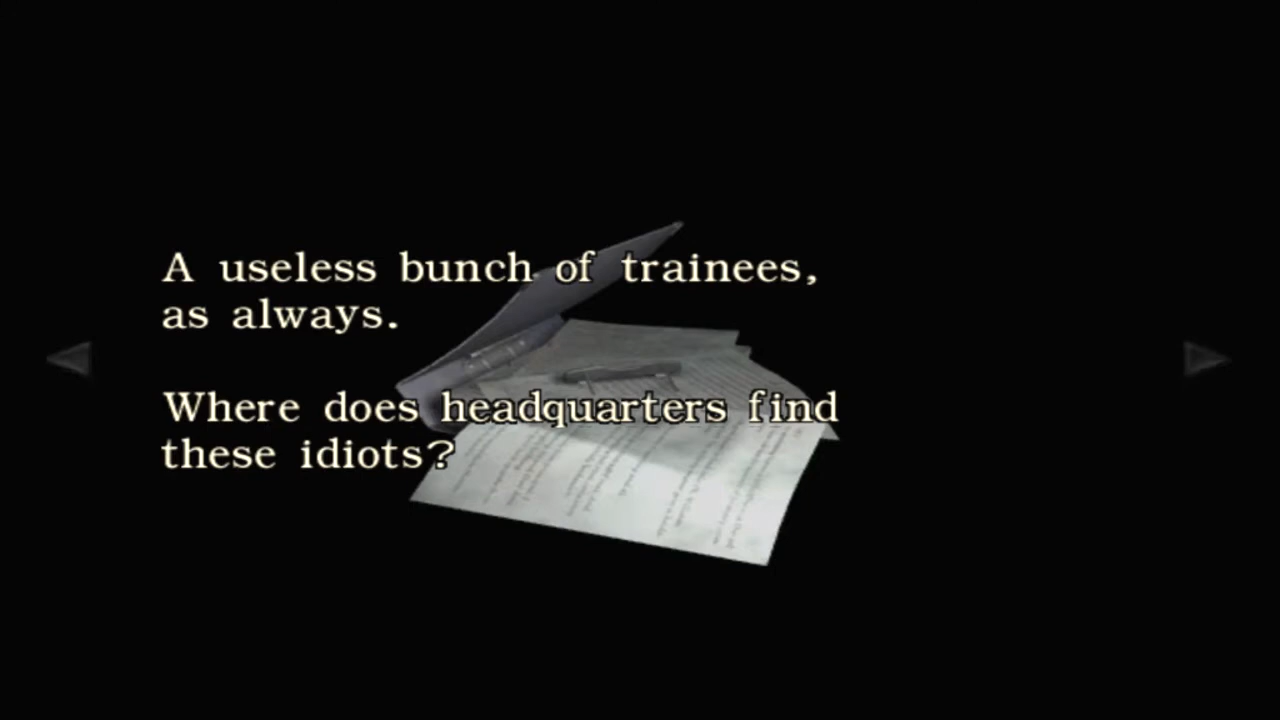 A useless bunch of trainees,
as always.
Where does headquarters find
these idiots?